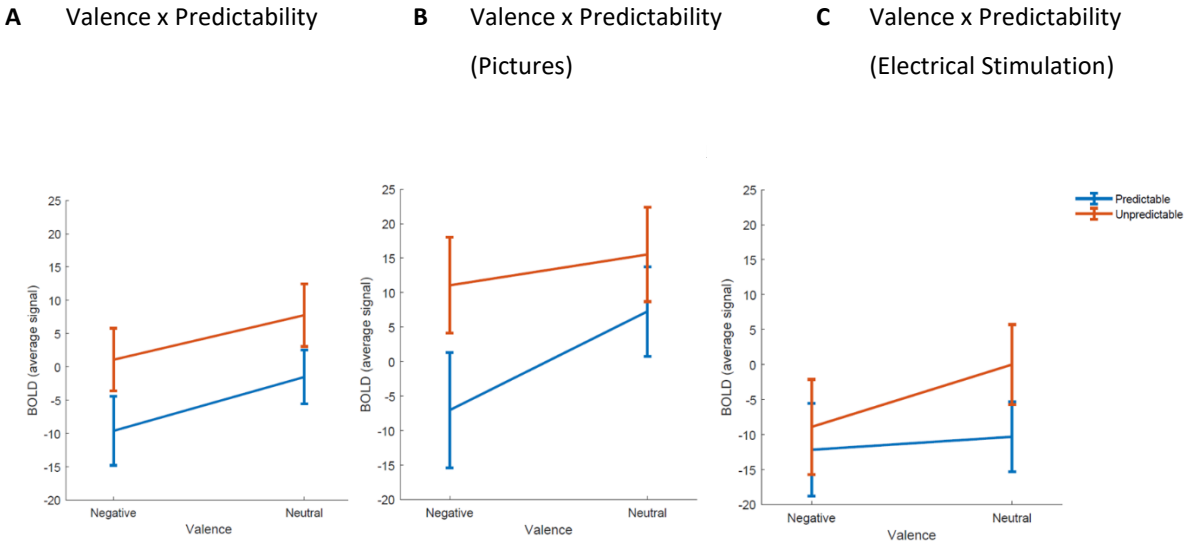 A Valence x Predictability
B Valence x Predictability
(Pictures)
C Valence x Predictability
(Electrical Stimulation)
25
20
15
10
5
0
-5
-10
-15
-20
BOLD (average signal)
Negative Neutral
Valence
25
20
15
10
5
0
-5
-10
-15
-20
BOLD (average signal)
Negative Neutral
Valence
25
20
15
10
5
0
-5
-10
-15
-20
BOLD (average signal)
Negative Neutral
Valence
Predictable
Unpredictable